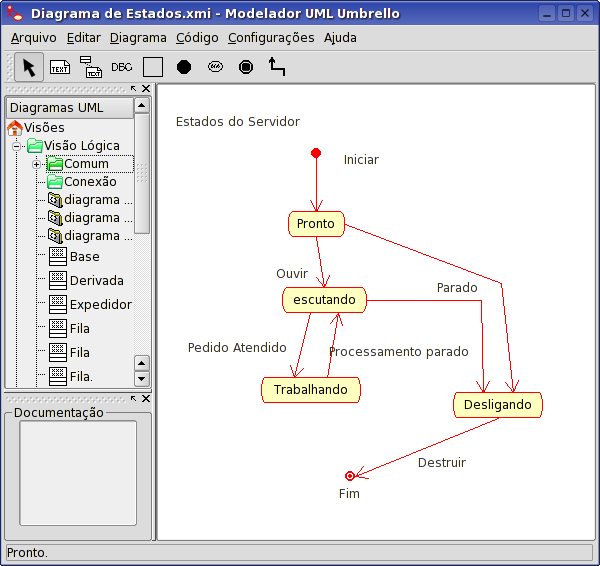 Diagrama de Estados.xmi - Modelador UML Umbrello
Arquivo Editar Diagrama Código Configurações Ajuda
TEXT TEXT DBC
Diagramas UML
Visões
Visão Lógica
Comum
Conexão
diagrama ...
diagrama ...
diagrama ...
Base
Derivada
Expedidor
Fila
Fila
Fila.
Documentação
Estados do Servidor
Iniciar
Pronto
Ouvir
Parado
escutando
Pedido Atendido
Processamento parado
Trabalhando
Desligando
Destruir
Fim
Pronto.